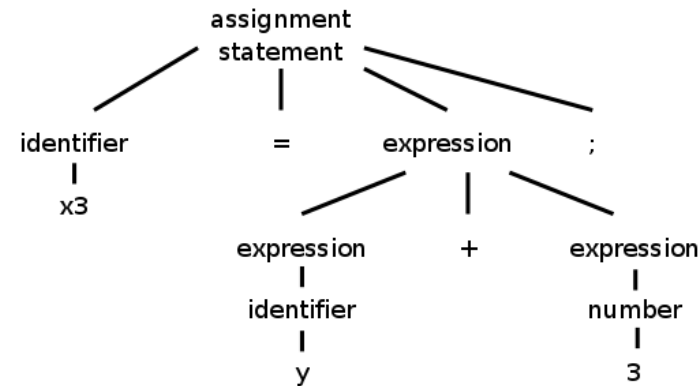 assignment
statement
identifier = expression ;
x3
expression + expression
identifier number
y 3